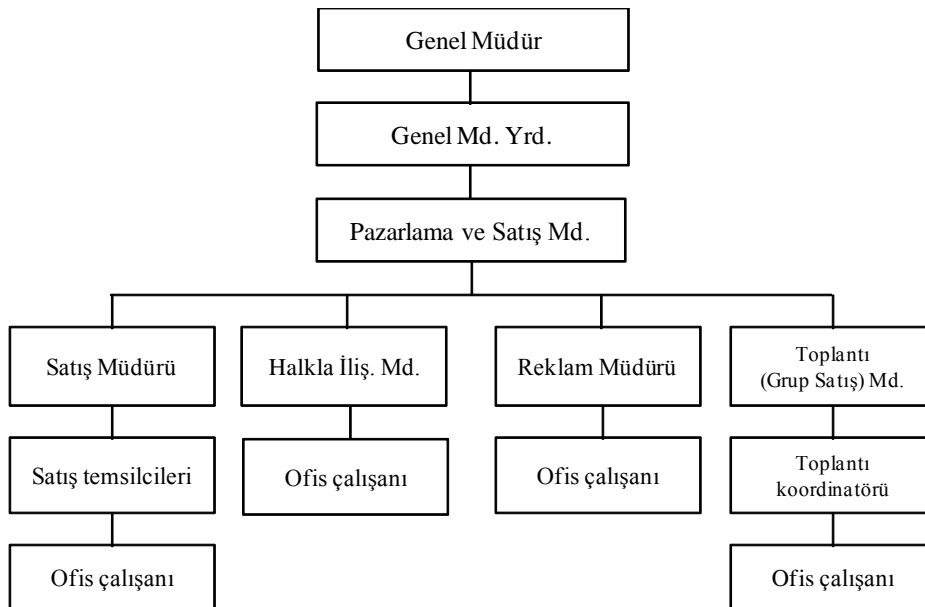 Genel Müdür
Genel Md. Yrd.
Pazarlama ve Satış Md.
Satış Müdürü
Halkla İliş. Md.
Reklam Müdürü
Toplantı
(Grup Satış) Md.
Satış temsilcileri
Ofis çalışanı
Ofis çalışanı
Toplantı
koordinatörü
Ofis çalışanı
Ofis çalışanı